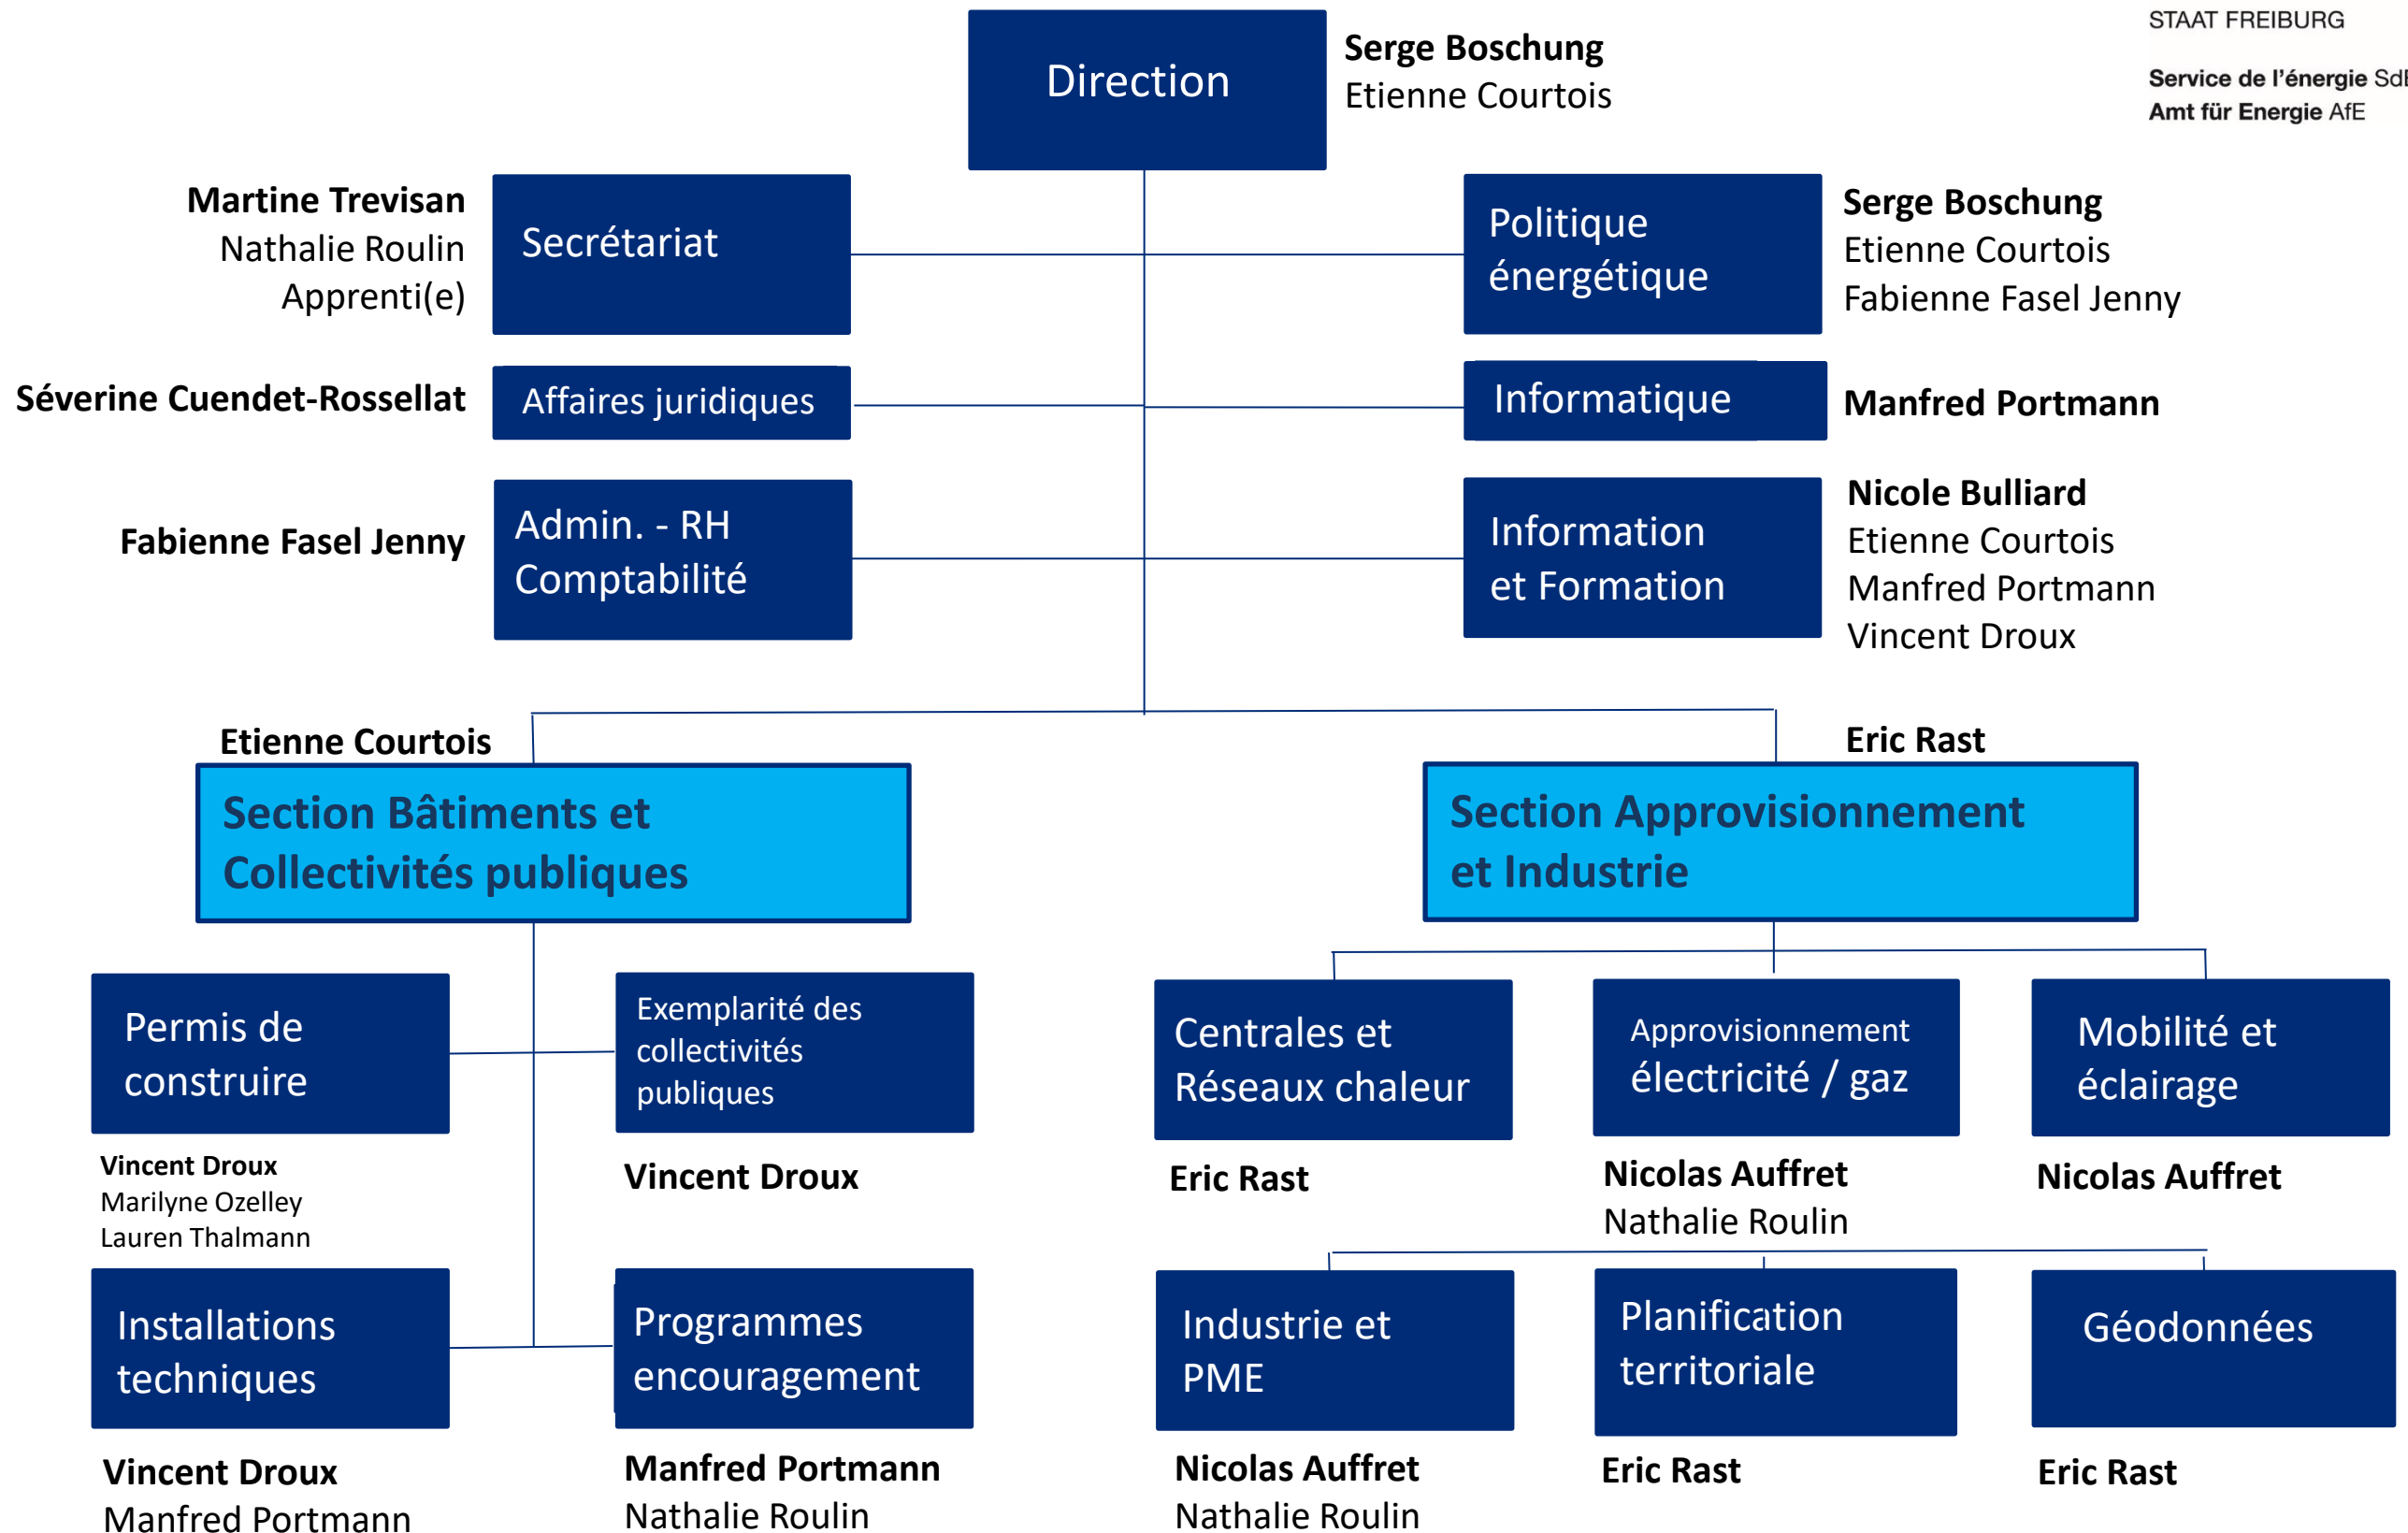 STAAT FREIBURG
Service de l'énergie SdE
Amt für Energie AfE
Direction
Serge Boschung
Etienne Courtois
Martine Trevisan
Nathalie Roulin
Apprenti(e)
Secrétariat
Politique
énergétique
Serge Boschung
Etienne Courtois
Fabienne Fasel Jenny
Séverine Cuendet-Rossellat
Affaires juridiques
Informatique
Manfred Portmann
Fabienne Fasel Jenny
Admin. - RH
Comptabilité
Information
et Formation
Nicole Bulliard
Etienne Courtois
Manfred Portmann
Vincent Droux
Etienne Courtois
Section Bâtiments et
Collectivités publiques
Eric Rast
Section Approvisionnement
et Industrie
Permis de
construire
Vincent Droux
Marilyne Ozelley
Lauren Thalmann
Exemplarité des
collectivités
publiques
Vincent Droux
Centrales et
Réseaux chaleur
Eric Rast
Approvisionnement
électricité / gaz
Nicolas Auffret
Nathalie Roulin
Mobilité et
éclairage
Nicolas Auffret
Installations
techniques
Vincent Droux
Manfred Portmann
Programmes
encouragement
Manfred Portmann
Nathalie Roulin
Industrie et
PME
Nicolas Auffret
Nathalie Roulin
Planification
territoriale
Eric Rast
Géodonnées
Eric Rast